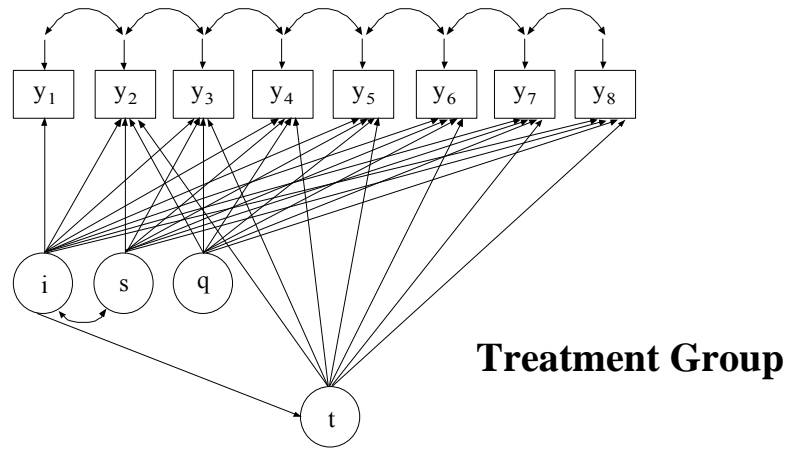 y₁ y₂ y₃ y₄ y₅ y₆ y₇ y₈
i s q
Treatment Group
t